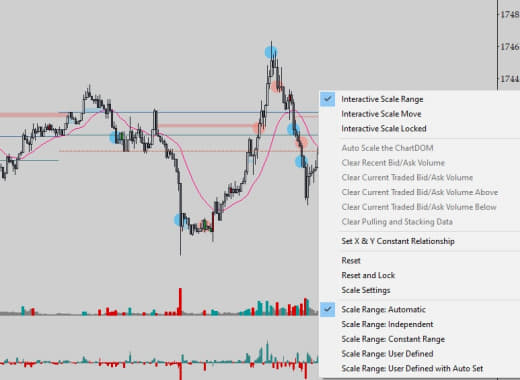 1748
1746
1744
Interactive Scale Range
Interactive Scale Move
Interactive Scale Locked
Auto Scale the ChartDOM
Clear Recent Bid/Ask Volume
Clear Current Traded Bid/Ask Volume
Clear Current Traded Bid/Ask Volume Above
Clear Current Traded Bid/Ask Volume Below
Clear Pulling and Stacking Data
Set X & Y Constant Relationship
Reset
Reset and Lock
Scale Settings
Scale Range: Automatic
Scale Range: Independent
Scale Range: Constant Range
Scale Range: User Defined
Scale Range: User Defined with Auto Set